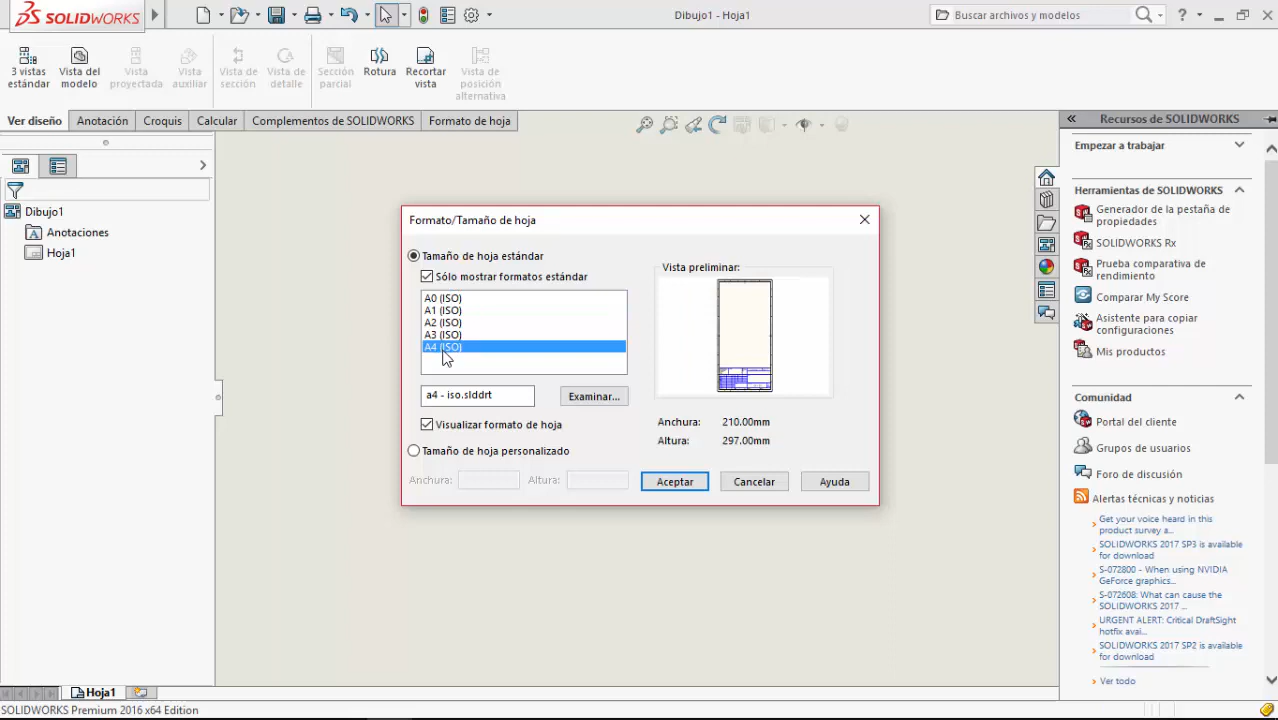 SOLIDWORKS
Dibujo1 - Hoja1
Buscar archivos y modelos
?
3 vistas estándar
Vista del modelo
Vista proyectada
Vista auxiliar
Vista de sección
Vista de detalle
Sección parcial
Rotura
Recortar vista
Vista de posición alternativa
Ver diseño
Anotación
Croquis
Calcular
Complementos de SOLIDWORKS
Formato de hoja
Dibujo1
Anotaciones
Hoja1
Formato/Tamaño de hoja
Tamaño de hoja estándar
Sólo mostrar formatos estándar
A0 (ISO)
A1 (ISO)
A2 (ISO)
A3 (ISO)
A4 (ISO)
a4 - iso.slddrt
Examinar...
Visualizar formato de hoja
Tamaño de hoja personalizado
Anchura:
Altura:
Vista preliminar:
Anchura: 210.00mm
Altura: 297.00mm
Aceptar
Cancelar
Ayuda
Recursos de SOLIDWORKS
Empezar a trabajar
Herramientas de SOLIDWORKS
Generador de la pestaña de
propiedades
SOLIDWORKS Rx
Prueba comparativa de
rendimiento
Comparar My Score
Asistente para copiar
configuraciones
Mis productos
Comunidad
Portal del cliente
Grupos de usuarios
Foro de discusión
Alertas técnicas y noticias
Get your voice heard in this
product survey a...
SOLIDWORKS 2017 SP3 is available
for download
S-072800 - When using NVIDIA
GeForce graphics...
S-072608: What can cause the
SOLIDWORKS 2017 ...
URGENT ALERT: Critical DraftSight
hotfix avai...
SOLIDWORKS 2017 SP2 is available
for download
Ver todo
Hoja1
SOLIDWORKS Premium 2016 x64 Edition